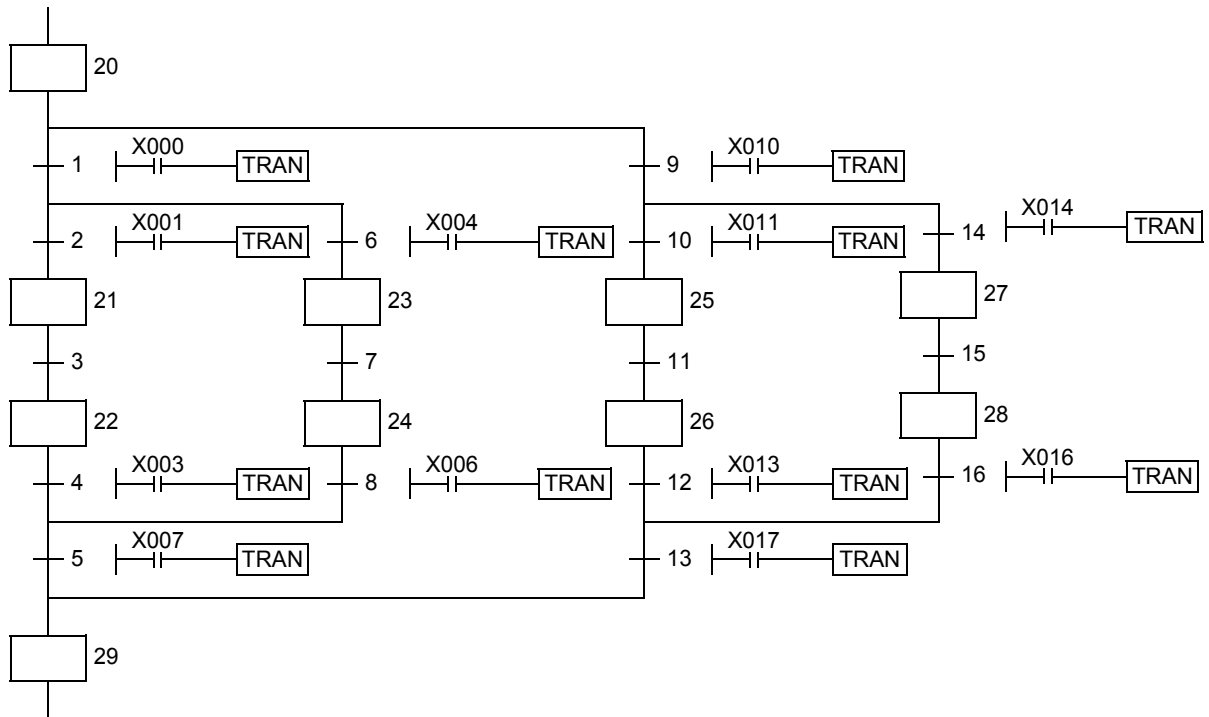 20
X000
X010
1
TRAN
9
TRAN
X014
X001
X004
X011
14
TRAN
2
TRAN
6
TRAN
10
TRAN
21
23
25
27
3
7
11
15
22
24
26
28
X003
X006
X013
X016
4
TRAN
8
TRAN
12
TRAN
16
TRAN
X007
X017
5
TRAN
13
TRAN
29